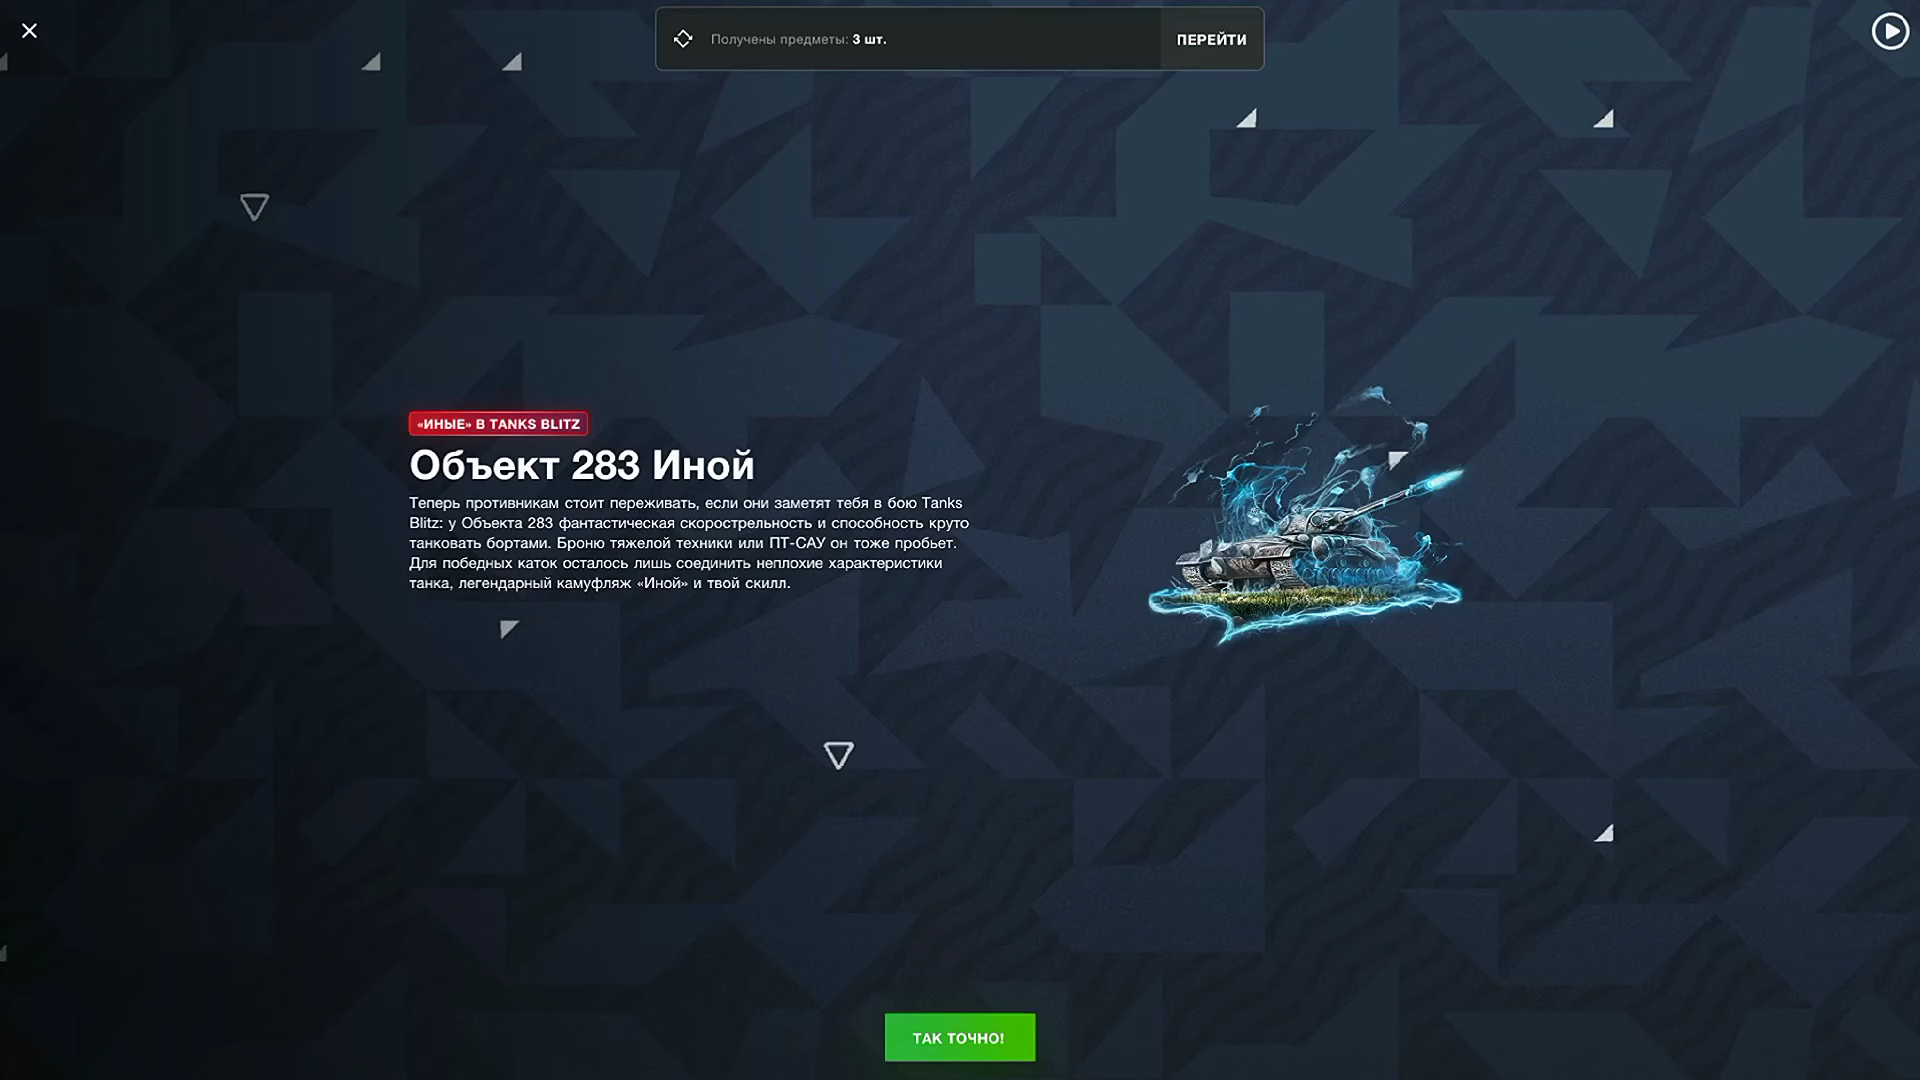 Получены предметы: 3 шт.
ПЕРЕЙТИ
«ИНЫЕ» В TANKS BLITZ
Объект 283 Иной
Теперь противникам стоит переживать, если они заметят тебя в бою Tanks
Blitz: у Объекта 283 фантастическая скорострельность и способность круто
танковать бортами. Броню тяжелой техники или ПТ-САУ он тоже пробьет.
Для победных каток осталось лишь соединить неплохие характеристики
танка, легендарный камуфляж «Иной» и твой скилл.
ТАК ТОЧНО!